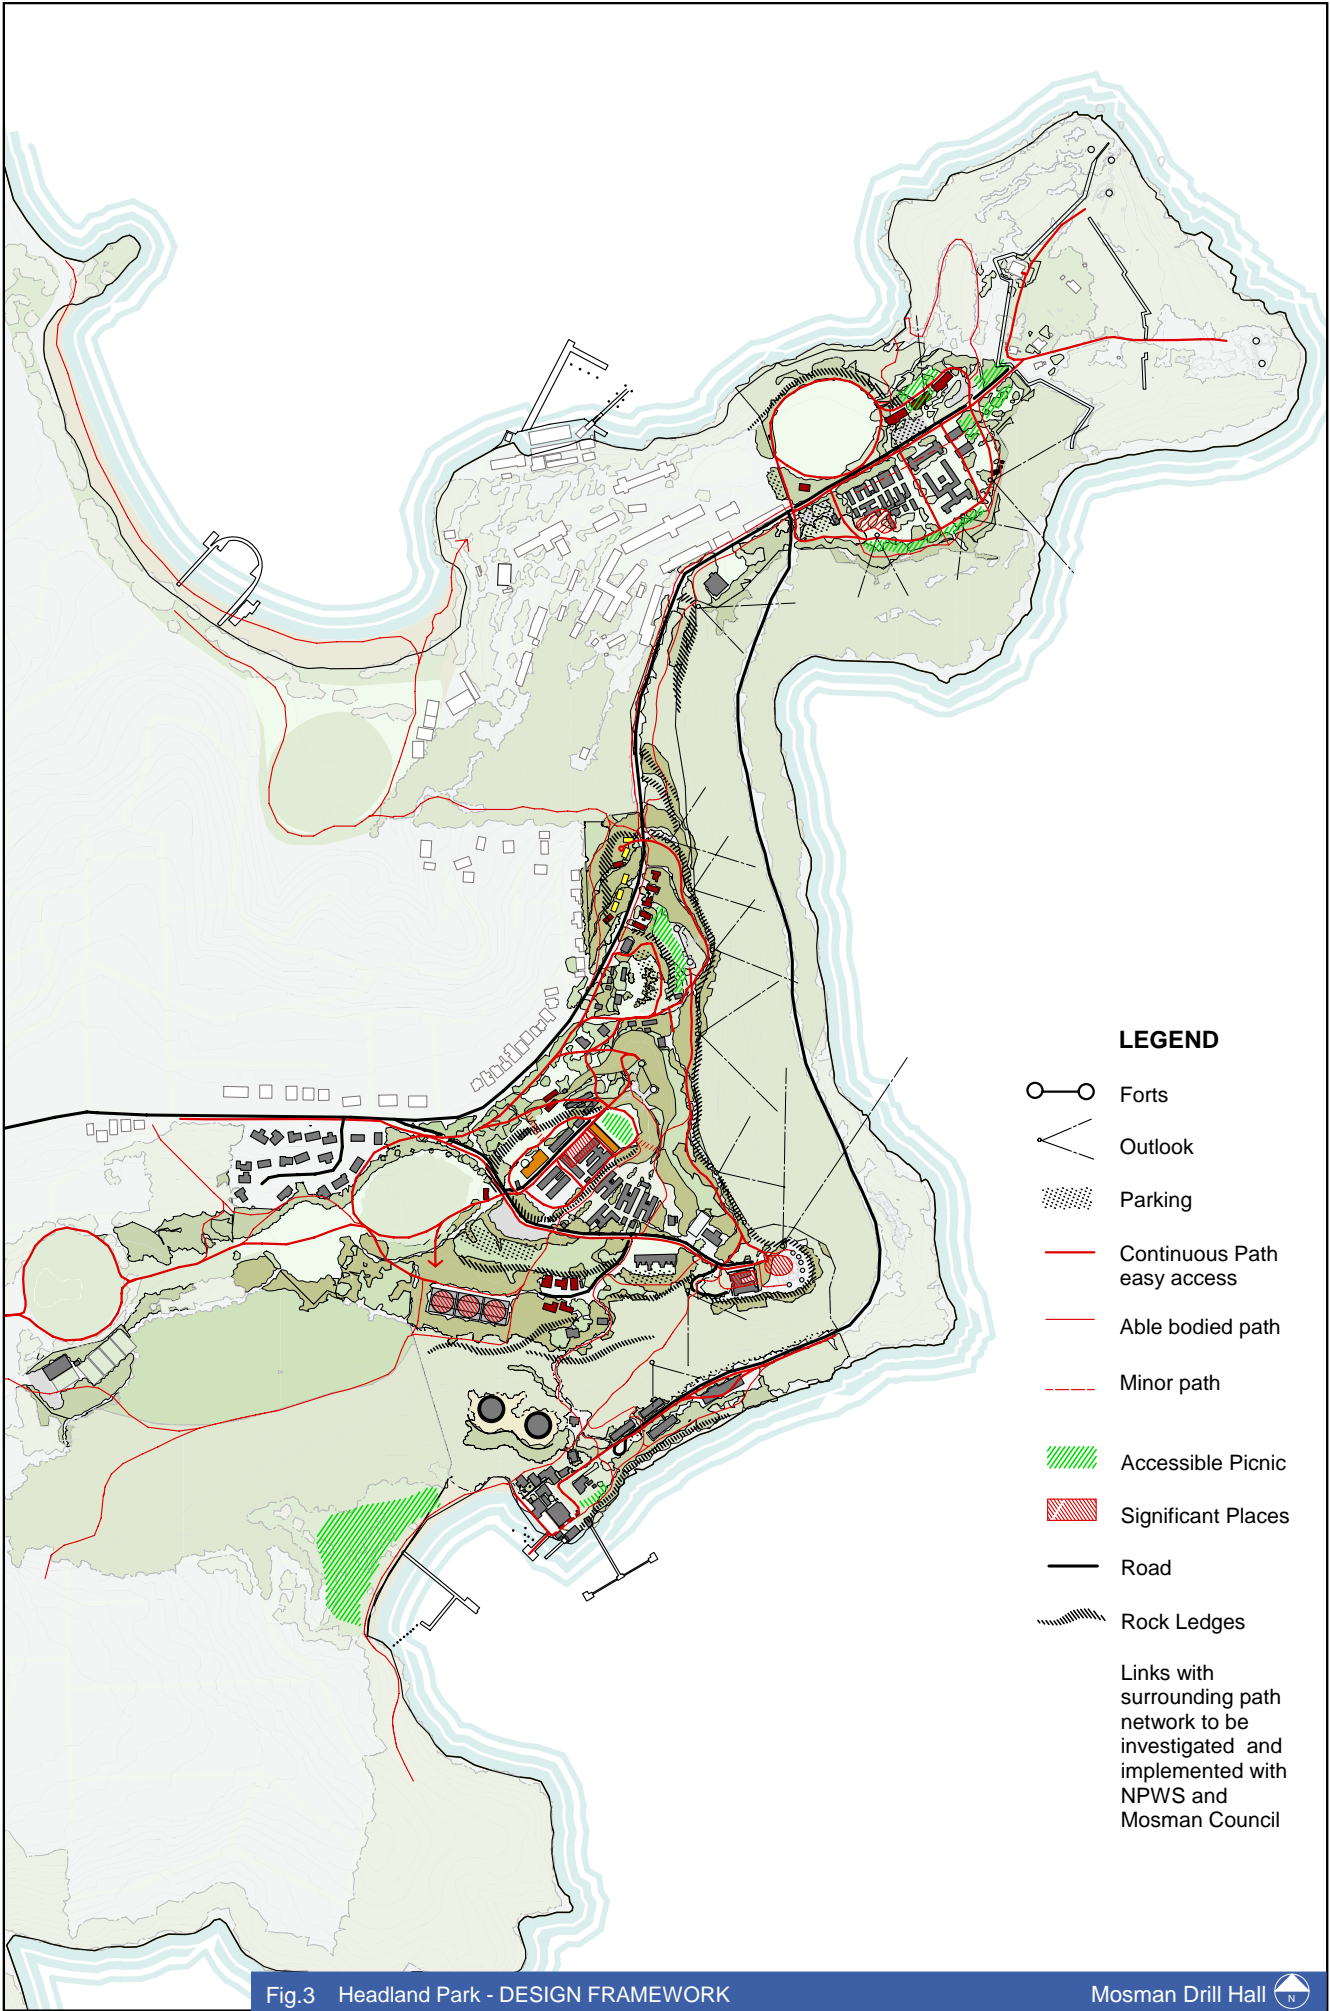 LEGEND
Forts
Outlook
Parking
Continuous Path
easy access
Able bodied path
Minor path
Accessible Picnic
Significant Places
Road
Rock Ledges
Links with
surrounding path
network to be
investigated and
implemented with
NPWS and
Mosman Council
Fig.3 Headland Park - DESIGN FRAMEWORK
Mosman Drill Hall
N